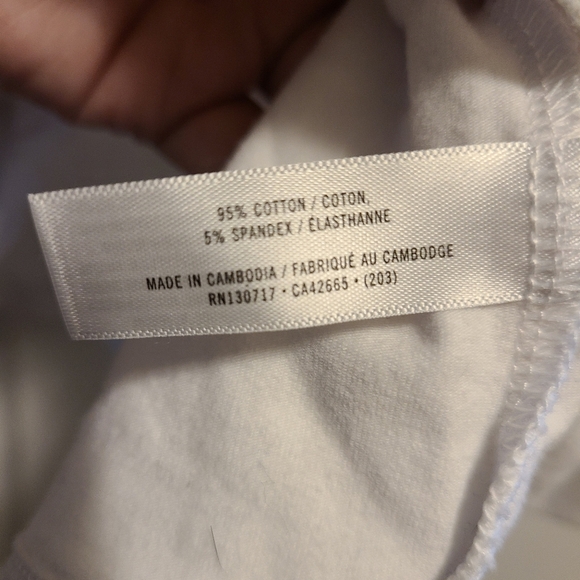 95% COTTON / COTON,
5% SPANDEX / ÉLASTHANNE
MADE IN CAMBODIA / FABRIQUÉ AU CAMBODGE
RN130717 • CA42665 • (203)